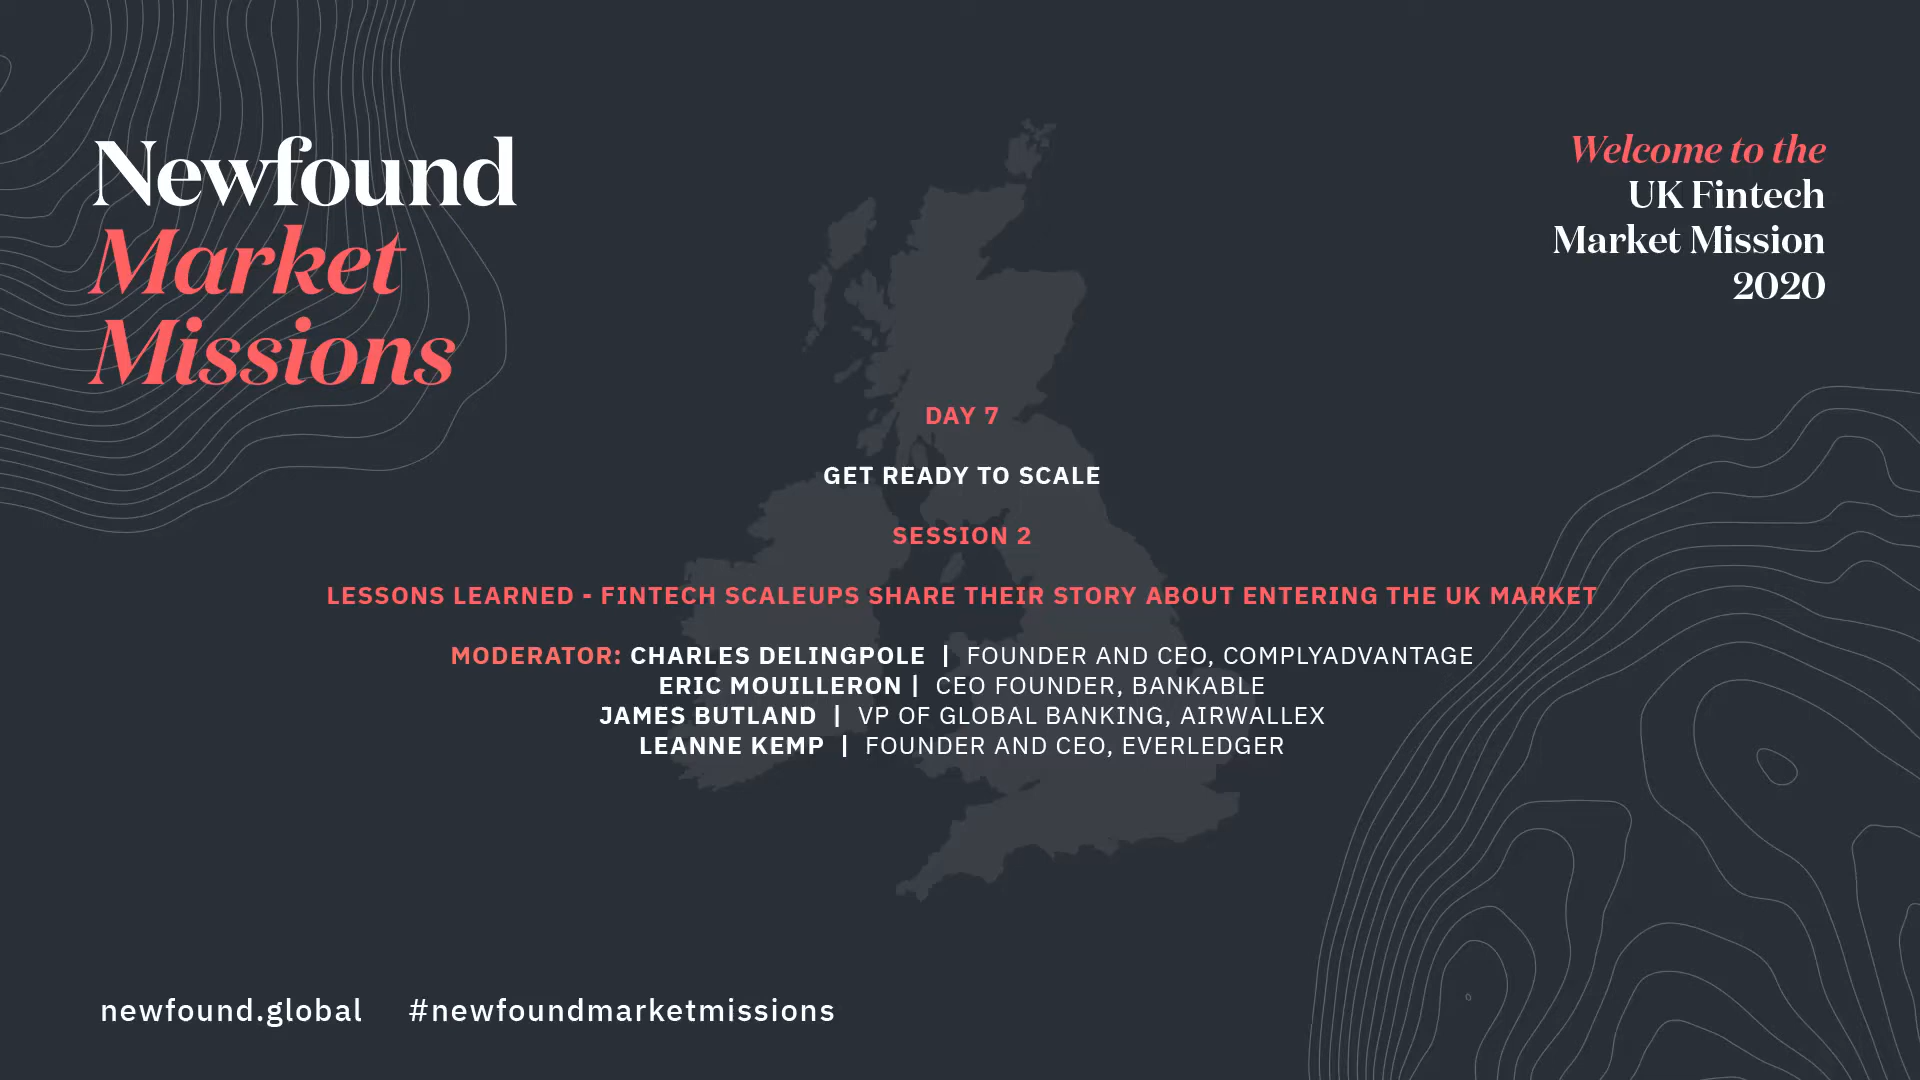 Newfound
Market
Missions
Welcome to the
UK Fintech
Market Mission
2020
DAY 7
GET READY TO SCALE
SESSION 2
LESSONS LEARNED - FINTECH SCALEUPS SHARE THEIR STORY ABOUT ENTERING THE UK MARKET
MODERATOR: CHARLES DELINGPOLE | FOUNDER AND CEO, COMPLYADVANTAGE
ERIC MOUILLERON | CEO FOUNDER, BANKABLE
JAMES BUTLAND | VP OF GLOBAL BANKING, AIRWALLEX
LEANNE KEMP | FOUNDER AND CEO, EVERLEDGER
newfound.global #newfoundmarketmissions